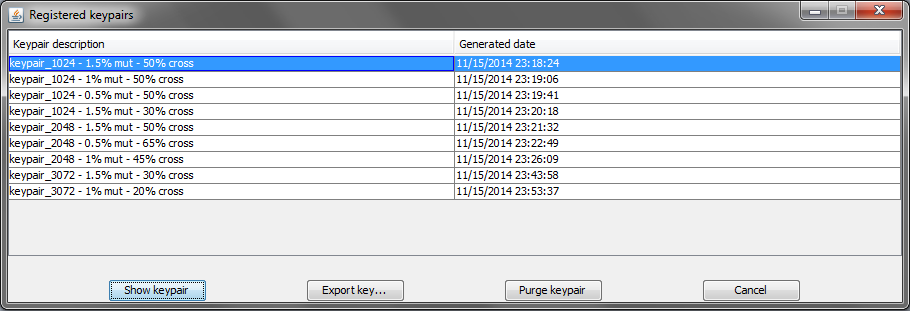 Registered keypairs
Keypair description Generated date
keypair_1024 - 1.5% mut - 50% cross 11/15/2014 23:18:24
keypair_1024 - 1% mut - 50% cross 11/15/2014 23:19:06
keypair_1024 - 0.5% mut - 50% cross 11/15/2014 23:19:41
keypair_1024 - 1.5% mut - 30% cross 11/15/2014 23:20:18
keypair_2048 - 1.5% mut - 50% cross 11/15/2014 23:21:32
keypair_2048 - 0.5% mut - 65% cross 11/15/2014 23:22:49
keypair_2048 - 1% mut - 45% cross 11/15/2014 23:26:09
keypair_3072 - 1.5% mut - 30% cross 11/15/2014 23:43:58
keypair_3072 - 1% mut - 20% cross 11/15/2014 23:53:37
Show keypair Export key... Purge keypair Cancel